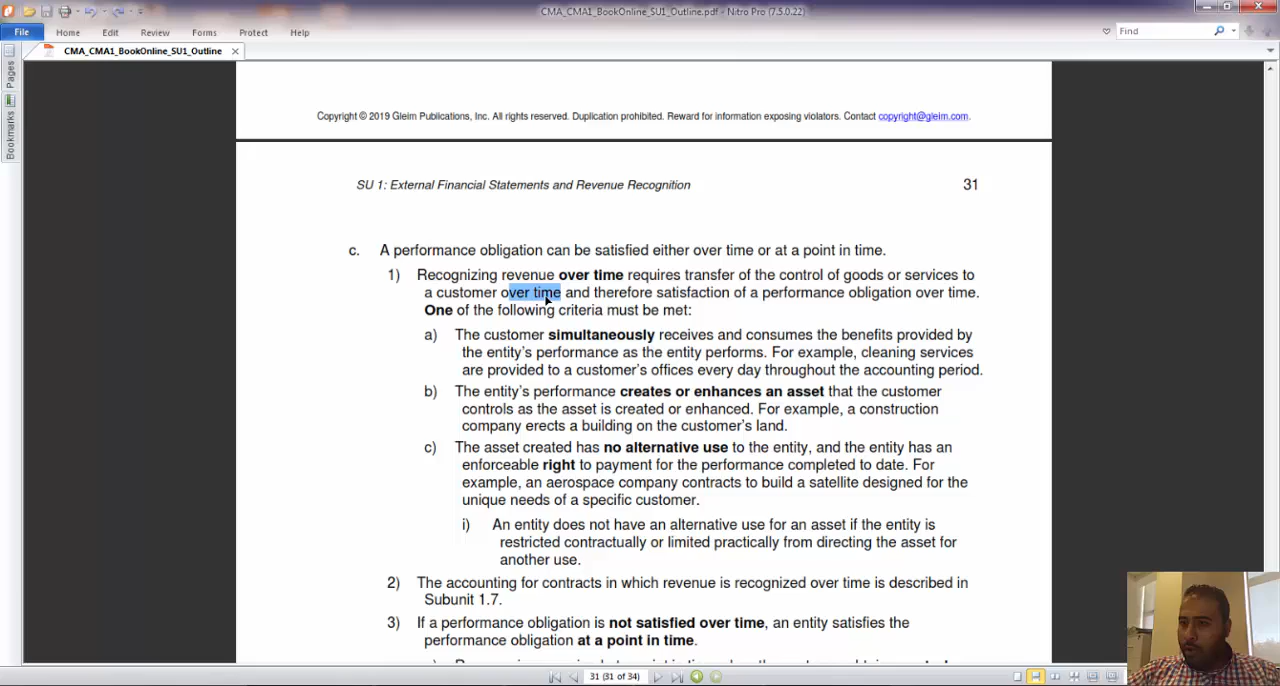 CMA_CMA1_BookOnline_SU1_Outline.pdf - Nitro Pro (7.5.0.22)
File Home Edit Review Forms Protect Help
Find
CMA_CMA1_BookOnline_SU1_Outline
Pages
Bookmarks
Copyright © 2019 Gleim Publications, Inc. All rights reserved. Duplication prohibited. Reward for information exposing violators. Contact copyright@gleim.com.
SU 1: External Financial Statements and Revenue Recognition 31
c. A performance obligation can be satisfied either over time or at a point in time.
1) Recognizing revenue over time requires transfer of the control of goods or services to
a customer over time and therefore satisfaction of a performance obligation over time.
One of the following criteria must be met:
a) The customer simultaneously receives and consumes the benefits provided by
the entity's performance as the entity performs. For example, cleaning services
are provided to a customer's offices every day throughout the accounting period.
b) The entity's performance creates or enhances an asset that the customer
controls as the asset is created or enhanced. For example, a construction
company erects a building on the customer's land.
c) The asset created has no alternative use to the entity, and the entity has an
enforceable right to payment for the performance completed to date. For
example, an aerospace company contracts to build a satellite designed for the
unique needs of a specific customer.
i) An entity does not have an alternative use for an asset if the entity is
restricted contractually or limited practically from directing the asset for
another use.
2) The accounting for contracts in which revenue is recognized over time is described in
Subunit 1.7.
3) If a performance obligation is not satisfied over time, an entity satisfies the
performance obligation at a point in time.
31 (31 of 34)